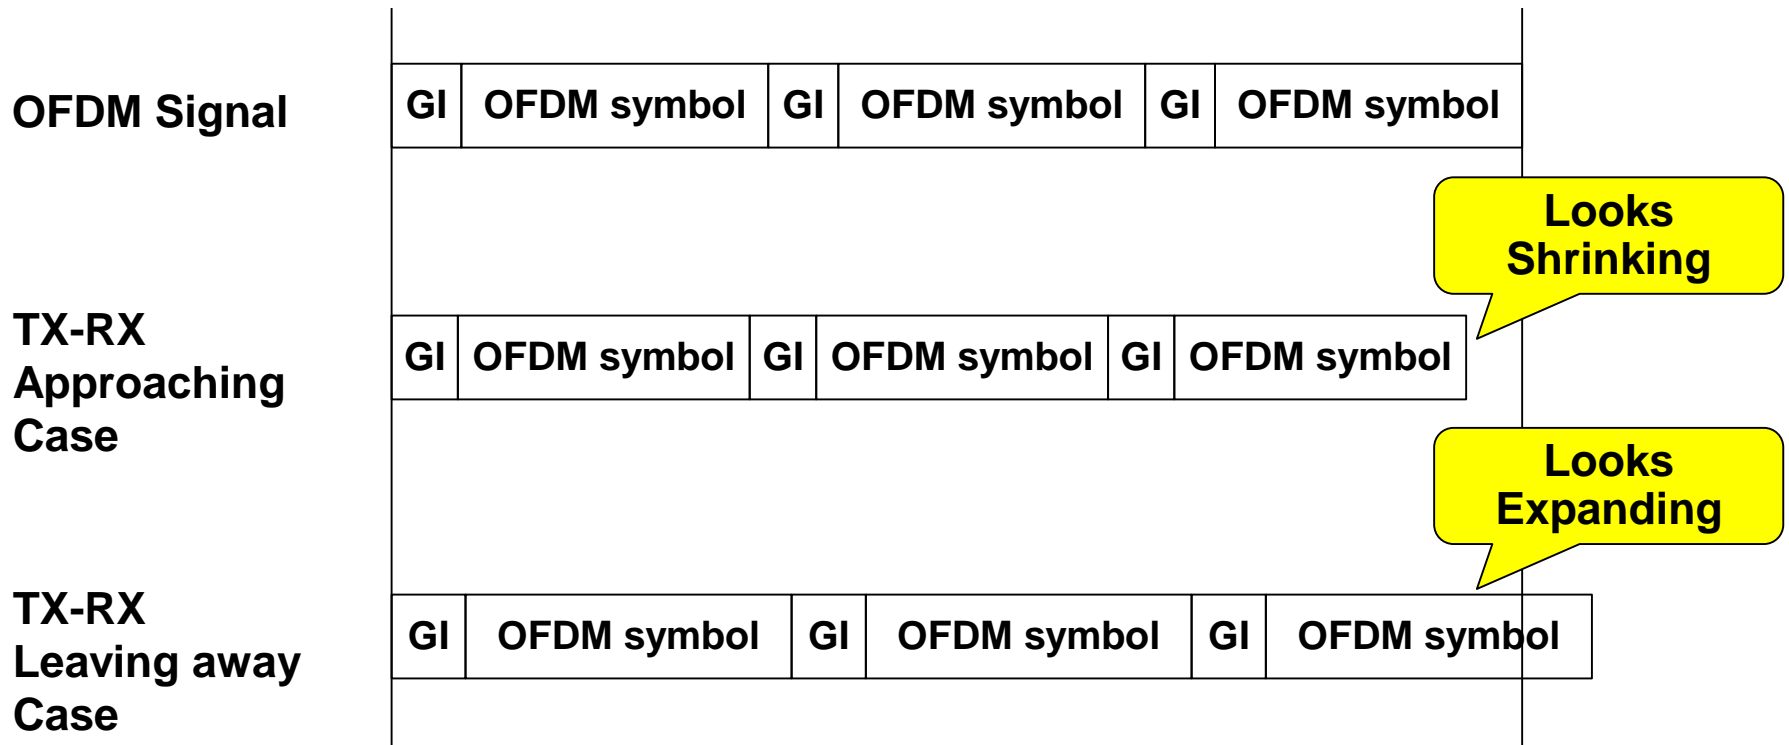 OFDM Signal
GI OFDM symbol GI OFDM symbol GI OFDM symbol
Looks
Shrinking
TX-RX
Approaching
Case
GI OFDM symbol GI OFDM symbol GI OFDM symbol
Looks
Expanding
TX-RX
Leaving away
Case
GI OFDM symbol GI OFDM symbol GI OFDM symbol